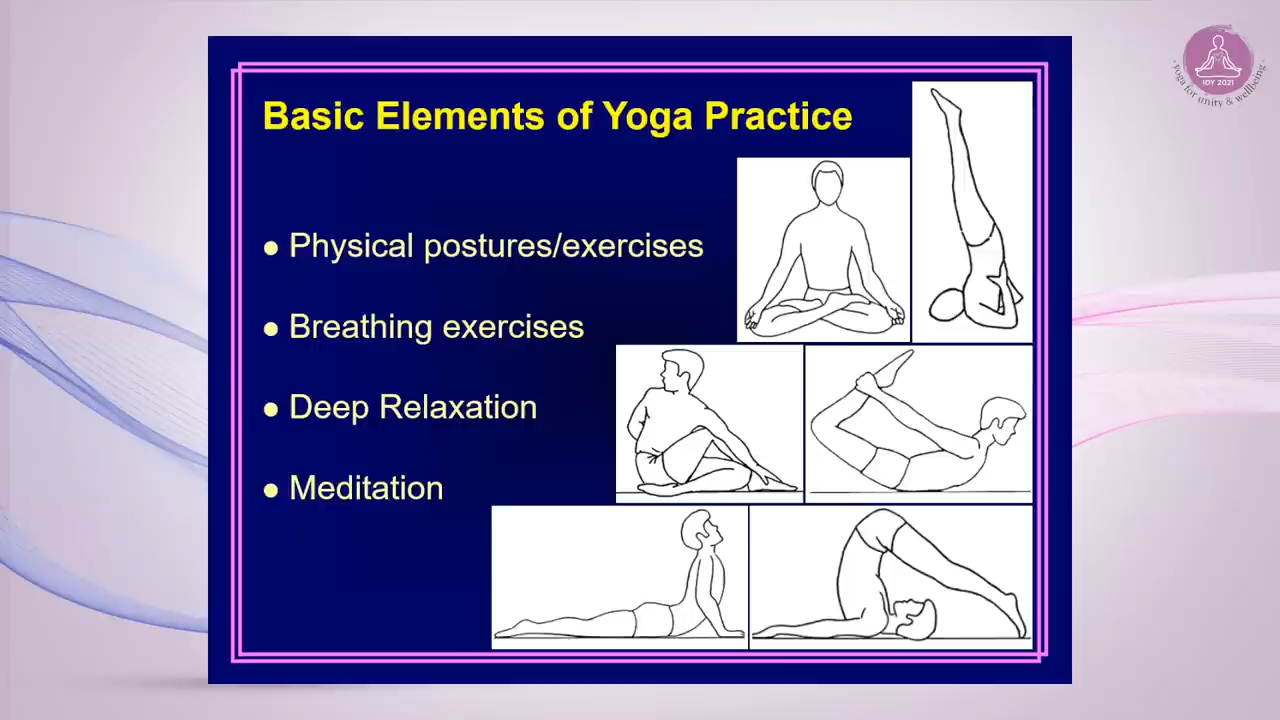 Basic Elements of Yoga Practice
● Physical postures/exercises
● Breathing exercises
● Deep Relaxation
● Meditation
IDY 2021
· yoga for unity & wellbeing ·